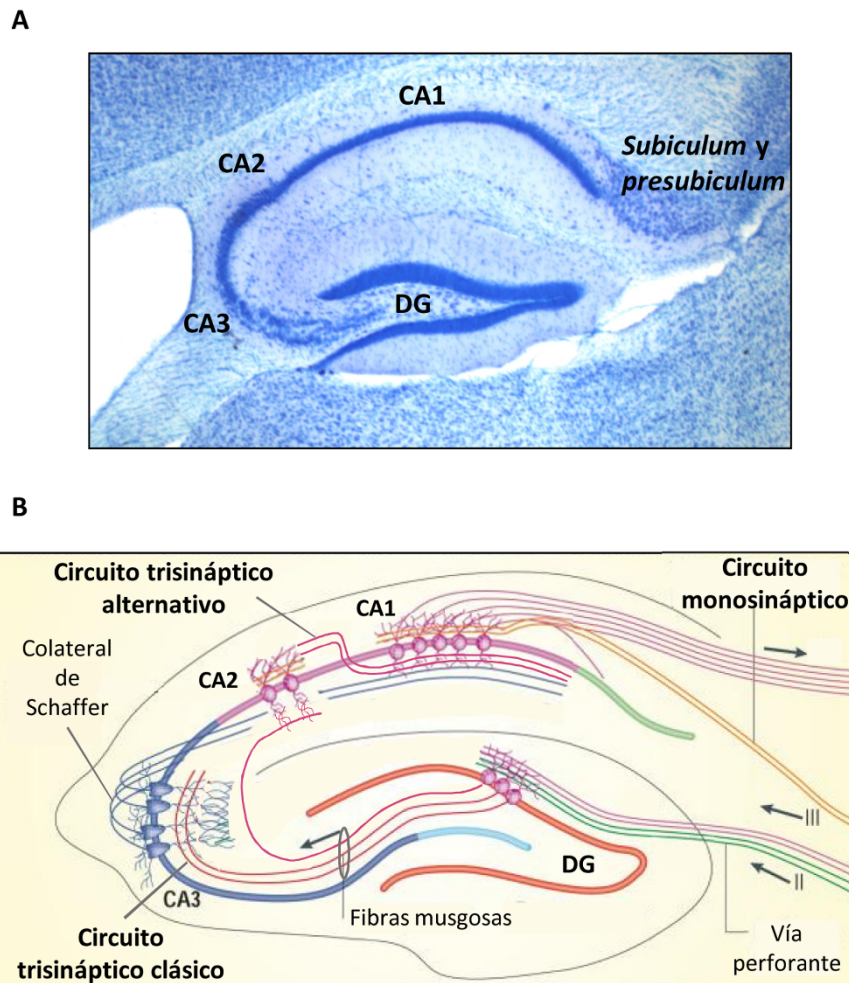 A
CA1
CA2
Subiculum y
presubiculum
DG
CA3
B
Circuito trisináptico
alternativo
Circuito
monosináptico
CA1
Colateral
de
Schaffer
CA2
III
DG
II
CA3
Fibras musgosas
Circuito
trisináptico clásico
Vía
perforante